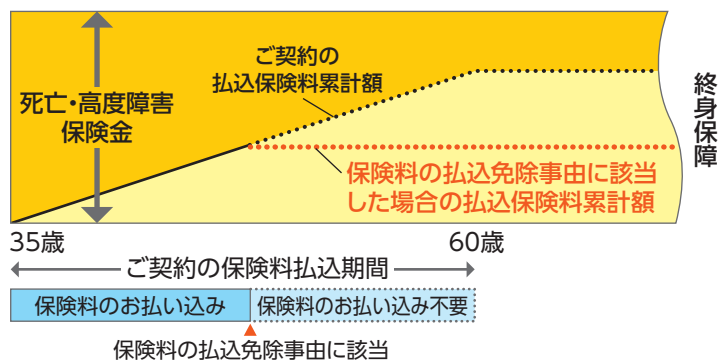 ご契約の
払込保険料累計額
死亡・高度障害
保険金
終身保障
保険料の払込免除事由に該当
した場合の払込保険料累計額
35歳
60歳
ご契約の保険料払込期間
保険料のお払い込み
保険料のお払い込み不要
保険料の払込免除事由に該当